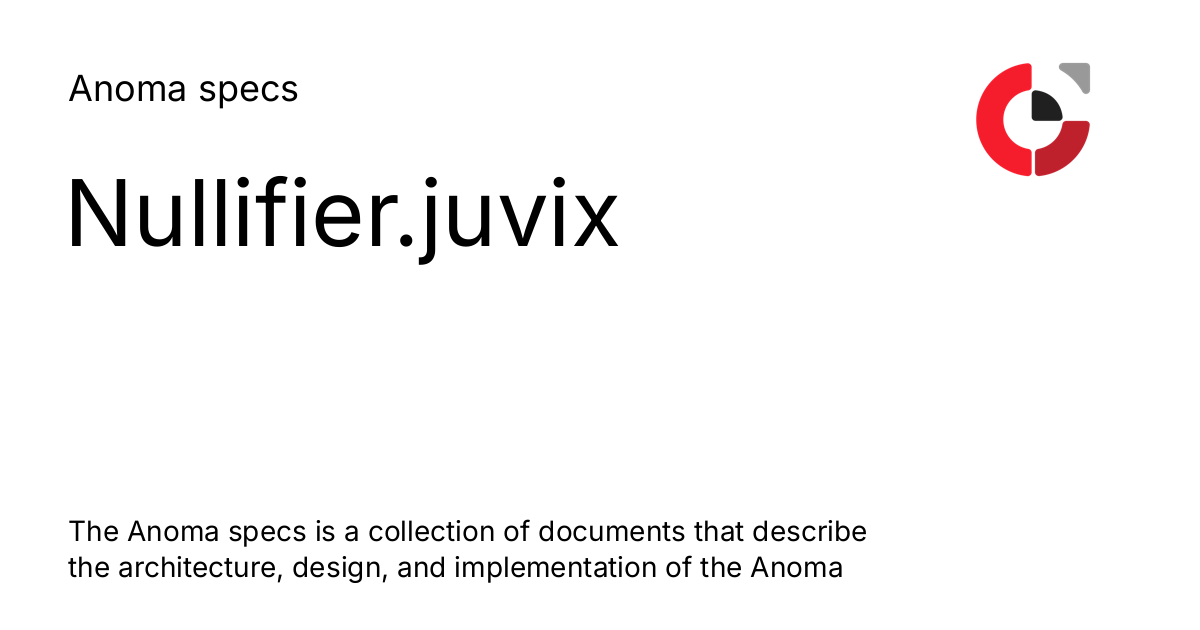 Anoma specs
Nullifier.juvix
The Anoma specs is a collection of documents that describe
the architecture, design, and implementation of the Anoma